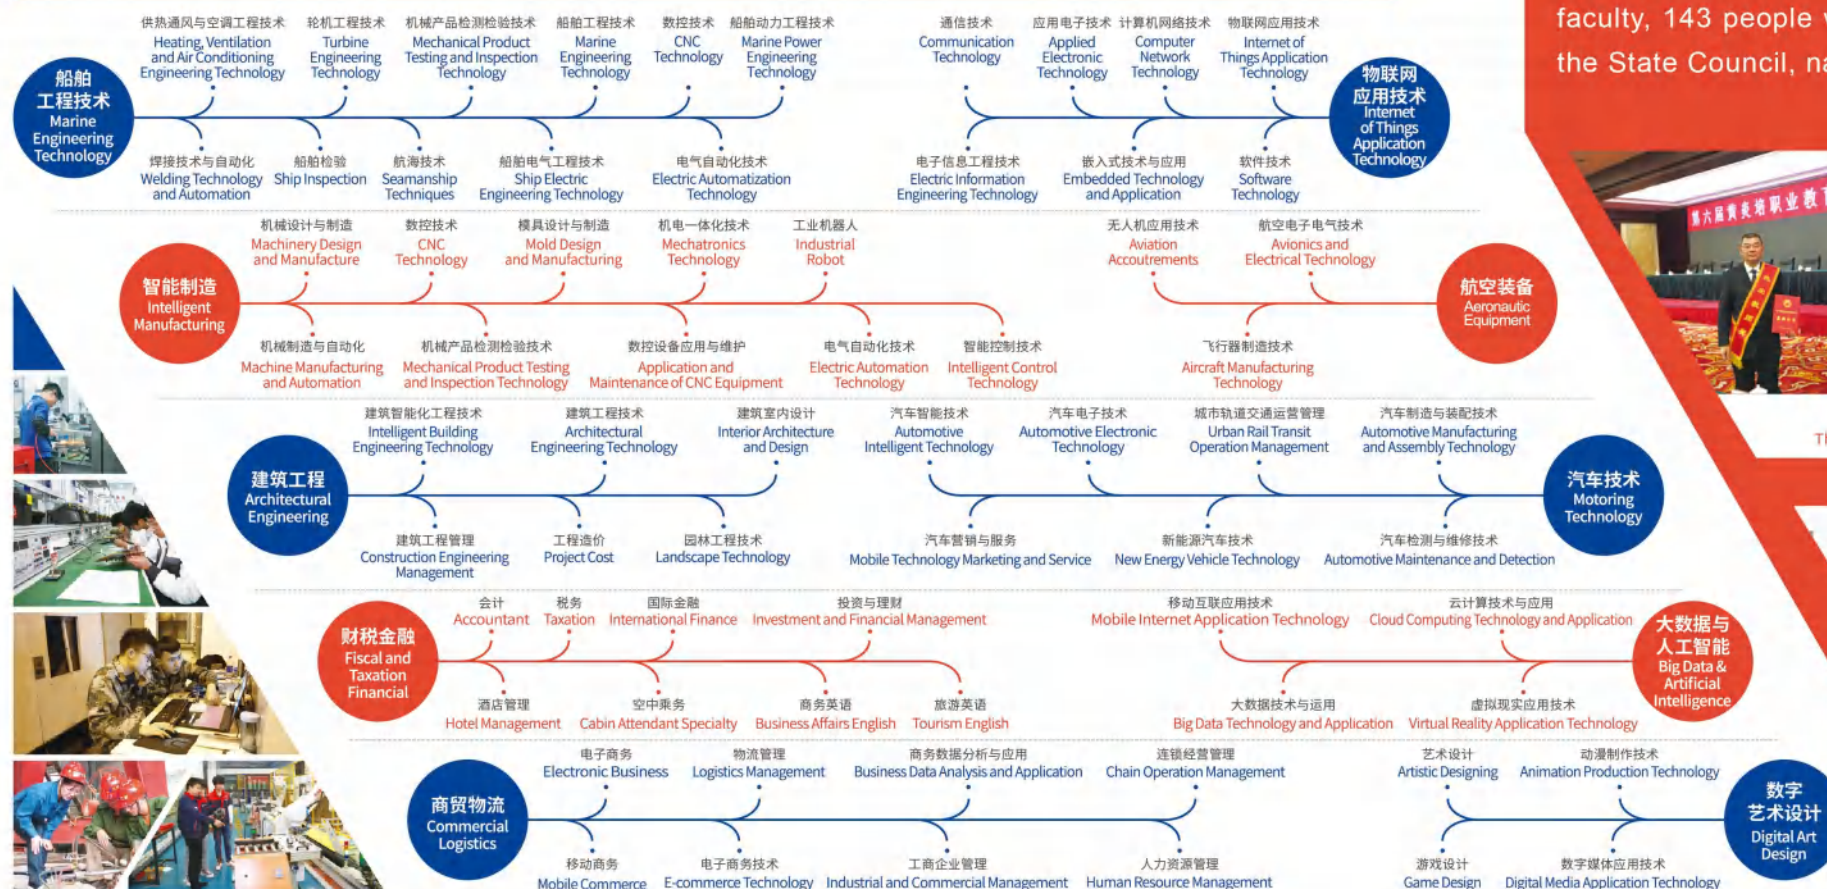 faculty, 143 people
the State Council, na
供热通风与空调工程技术
Heating, Ventilation
and Air Conditioning
Engineering Technology
轮机工程技术
Turbine
Engineering
Technology
机械产品检测检验技术
Mechanical Product
Testing and Inspection
Technology
船舶工程技术
Marine
Engineering
Technology
数控技术
CNC
Technology
船舶动力工程技术
Marine Power
Engineering
Technology
船舶
工程技术
Marine
Engineering
Technology
焊接技术与自动化
Welding Technology
and Automation
船舶检验
Ship Inspection
航海技术
Seamanship
Techniques
船舶电气工程技术
Ship Electric
Engineering Technology
电气自动化技术
Electric Automatization
Technology
通信技术
Communication
Technology
应用电子技术
Applied
Electronic
Technology
计算机网络技术
Computer
Network
Technology
物联网应用技术
Internet of
Things Application
Technology
物联网
应用技术
Internet
of Things
Application
Technology
电子信息工程技术
Electric Information
Engineering Technology
嵌入式技术与应用
Embedded Technology
and Application
软件技术
Software
Technology
机械设计与制造
Machinery Design
and Manufacture
数控技术
CNC
Technology
模具设计与制造
Mold Design
and Manufacturing
机电一体化技术
Mechatronics
Technology
工业机器人
Industrial
Robot
智能制造
Intelligent
Manufacturing
机械制造与自动化
Machine Manufacturing
and Automation
机械产品检测检验技术
Mechanical Product Testing
and Inspection Technology
数控设备应用与维护
Application and
Maintenance of CNC Equipment
电气自动化技术
Electric Automation
Technology
智能控制技术
Intelligent Control
Technology
无人机应用技术
Aviation
Accoutrements
航空电子电气技术
Avionics and
Electrical Technology
航空装备
Aeronautic
Equipment
飞行器制造技术
Aircraft Manufacturing
Technology
第六届黄炎培职业教育
建筑智能化工程技术
Intelligent Building
Engineering Technology
建筑工程技术
Architectural
Engineering Technology
建筑室内设计
Interior Architecture
and Design
建筑工程
Architectural
Engineering
建筑工程管理
Construction Engineering
Management
工程造价
Project Cost
园林工程技术
Landscape Technology
汽车智能技术
Automotive
Intelligent Technology
汽车电子技术
Automotive Electronic
Technology
城市轨道交通运营管理
Urban Rail Transit
Operation Management
汽车制造与装配技术
Automotive Manufacturing
and Assembly Technology
汽车技术
Motoring
Technology
汽车营销与服务
Mobile Technology Marketing and Service
新能源汽车技术
New Energy Vehicle Technology
汽车检测与维修技术
Automotive Maintenance and Detection
会计
Accountant
税务
Taxation
国际金融
International Finance
投资与理财
Investment and Financial Management
财税金融
Fiscal and
Taxation
Financial
酒店管理
Hotel Management
空中乘务
Cabin Attendant Specialty
商务英语
Business Affairs English
旅游英语
Tourism English
移动互联应用技术
Mobile Internet Application Technology
云计算技术与应用
Cloud Computing Technology and Application
大数据与
人工智能
Big Data &
Artificial
Intelligence
大数据技术与运用
Big Data Technology and Application
虚拟现实应用技术
Virtual Reality Application Technology
电子商务
Electronic Business
物流管理
Logistics Management
商务数据分析与应用
Business Data Analysis and Application
连锁经营管理
Chain Operation Management
商贸物流
Commercial
Logistics
移动商务
Mobile Commerce
电子商务技术
E-commerce Technology
工商企业管理
Industrial and Commercial Management
人力资源管理
Human Resource Management
艺术设计
Artistic Designing
动漫制作技术
Animation Production Technology
数字
艺术设计
Digital Art
Design
游戏设计
Game Design
数字媒体应用技术
Digital Media Application Technology